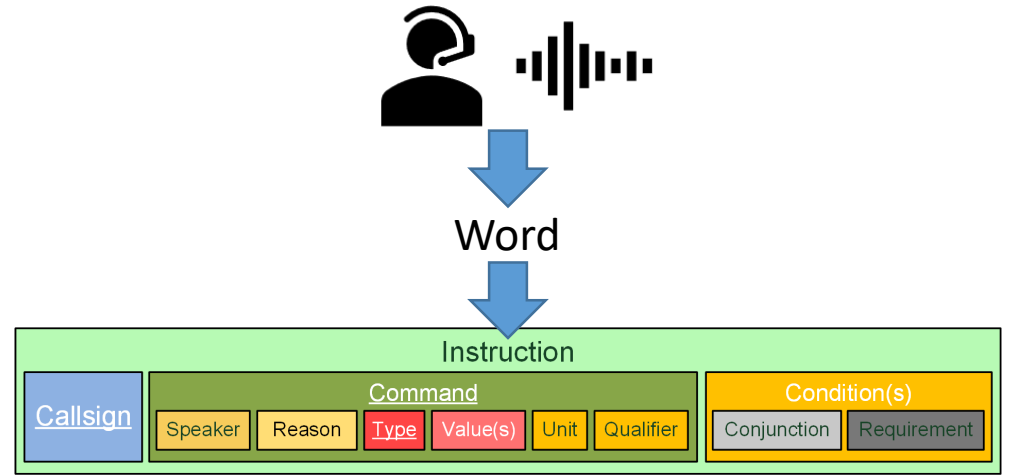 Word
Instruction
Callsign
Command
Speaker Reason Type Value(s) Unit Qualifier
Condition(s)
Conjunction Requirement